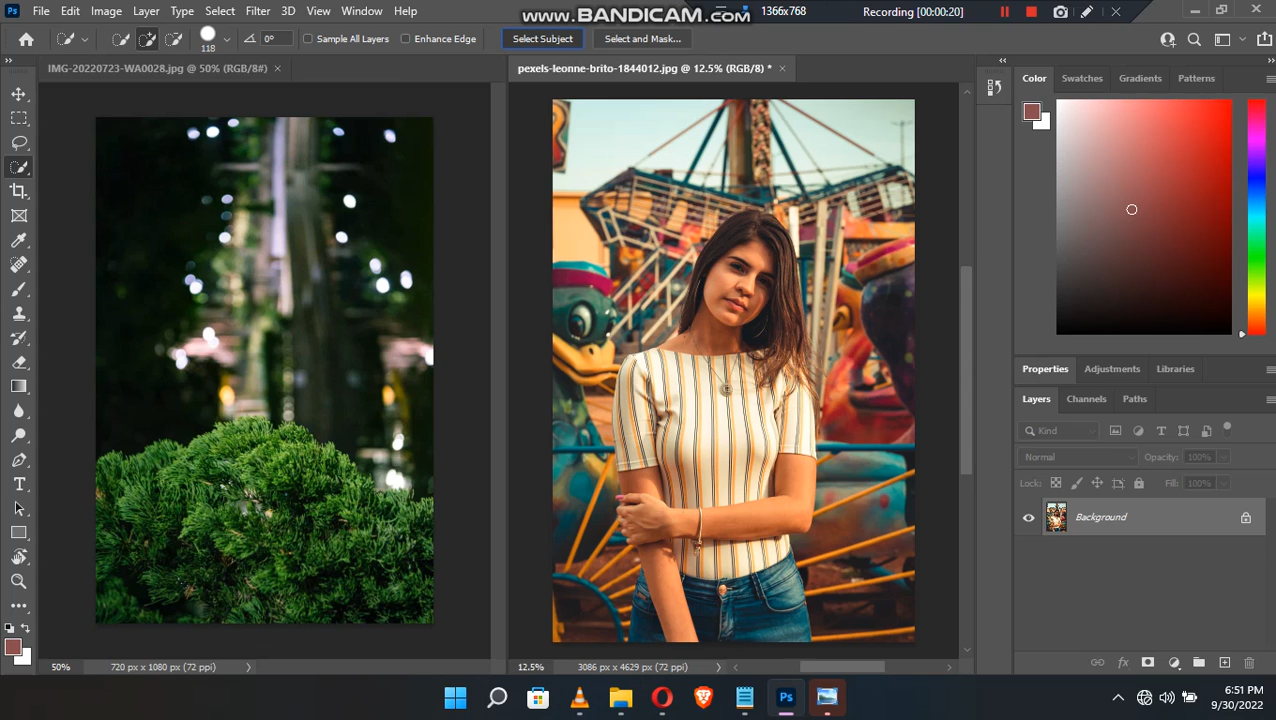 Ps File Edit Image Layer Type Select Filter 3D View Window Help
www.BANDICAM.com
1366x768
Recording [00:00:20]
118
0°
Sample All Layers
Enhance Edge
Select Subject
Select and Mask...
IMG-20220723-WA0028.jpg @ 50% (RGB/8#)
pexels-leonne-brito-1844012.jpg @ 12.5% (RGB/8) *
Color Swatches Gradients Patterns
Properties Adjustments Libraries
Layers Channels Paths
Kind
Normal
Opacity: 100%
Lock:
Fill: 100%
Background
50%
720 px x 1080 px (72 ppi)
12.5%
3086 px x 4629 px (72 ppi)
Ps
6:51 PM
9/30/2022